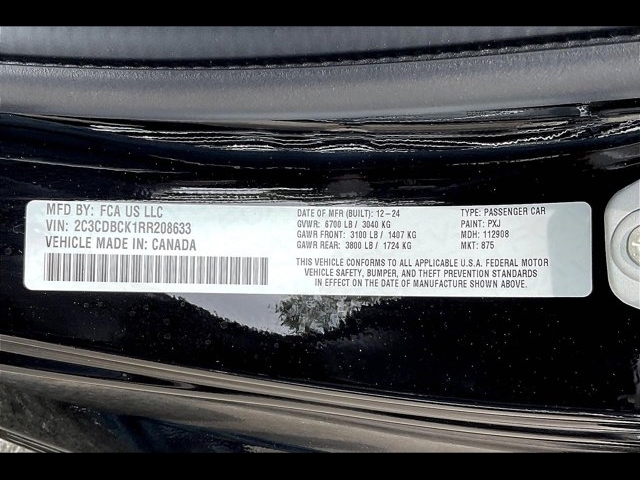 MFD BY: FCA US LLC
VIN: 2C3CDBCK1RR208633
VEHICLE MADE IN: CANADA
DATE OF MFR (BUILT): 12-24
GVWR: 6700 LB / 3040 KG
GAWR FRONT: 3100 LB / 1407 KG
GAWR REAR: 3800 LB / 1724 KG
TYPE: PASSENGER CAR
PAINT: PXJ
MDH: 112908
MKT: 875
THIS VEHICLE CONFORMS TO ALL APPLICABLE U.S.A. FEDERAL MOTOR
VEHICLE SAFETY, BUMPER, AND THEFT PREVENTION STANDARDS
IN EFFECT ON THE DATE OF MANUFACTURE SHOWN ABOVE.